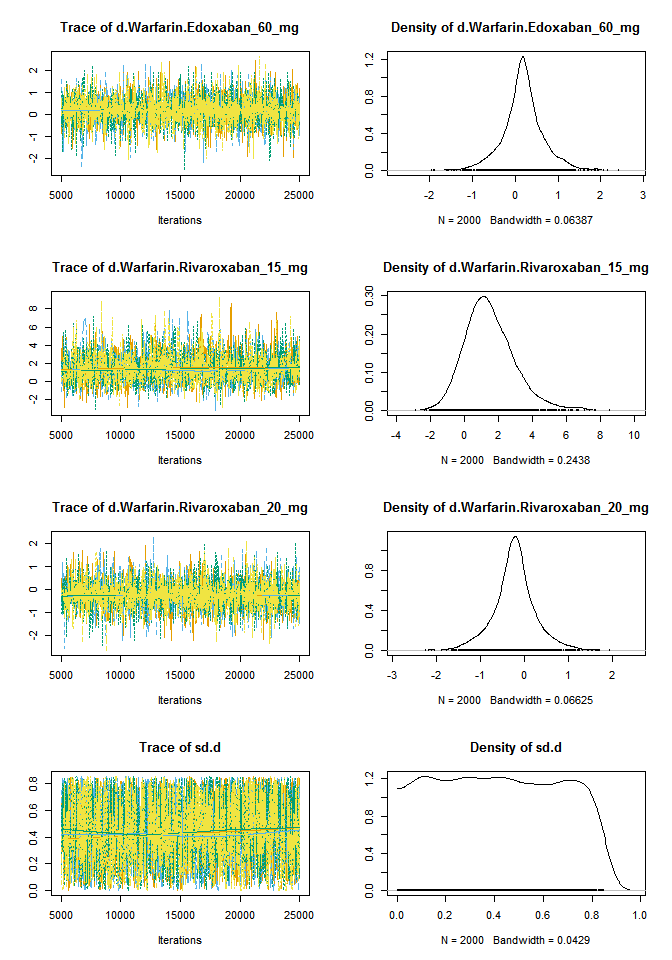 Trace of d.Warfarin.Edoxaban_60_mg
2
1
0
-1
-2
5000 10000 15000 20000 25000
Iterations
Density of d.Warfarin.Edoxaban_60_mg
1.2
0.8
0.4
0.0
-2 -1 0 1 2 3
N = 2000 Bandwidth = 0.06387
Trace of d.Warfarin.Rivaroxaban_15_mg
8
6
4
2
0
-2
5000 10000 15000 20000 25000
Iterations
Density of d.Warfarin.Rivaroxaban_15_mg
0.30
0.20
0.10
0.00
-4 -2 0 2 4 6 8 10
N = 2000 Bandwidth = 0.2438
Trace of d.Warfarin.Rivaroxaban_20_mg
2
1
0
-1
-2
5000 10000 15000 20000 25000
Iterations
Density of d.Warfarin.Rivaroxaban_20_mg
0.8
0.4
0.0
-3 -2 -1 0 1 2
N = 2000 Bandwidth = 0.06625
Trace of sd.d
0.8
0.6
0.4
0.2
0.0
5000 10000 15000 20000 25000
Iterations
Density of sd.d
1.2
0.8
0.4
0.0
0.0 0.2 0.4 0.6 0.8 1.0
N = 2000 Bandwidth = 0.0429